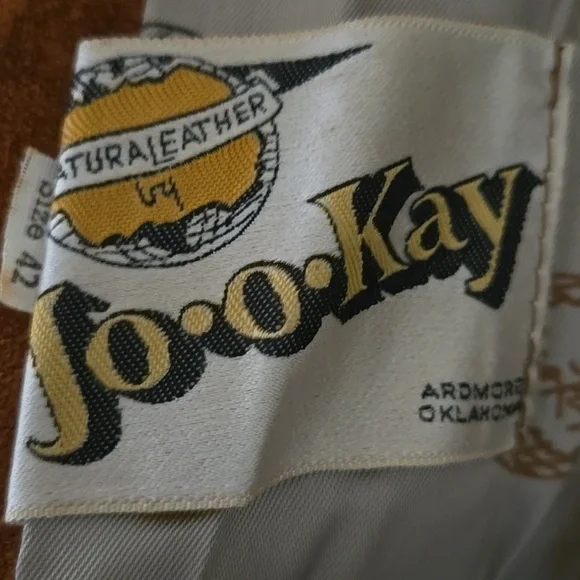 NATURALEATHER
Size 42
Jo·O·Kay
ARDMORE
OKLAHOMA